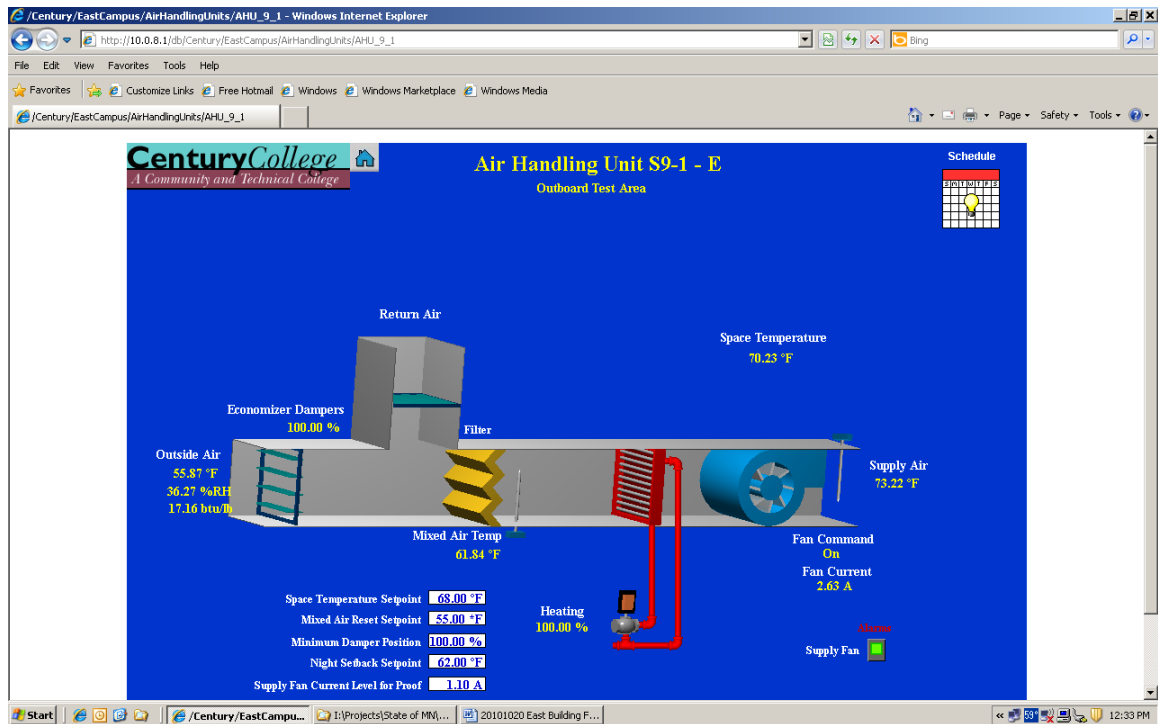 /Century/EastCampus/AirHandlingUnits/AHU_9_1 - Windows Internet Explorer
http://10.0.8.1/db/Century/EastCampus/AirHandlingUnits/AHU_9_1
Bing
File Edit View Favorites Tools Help
Favorites Customize Links Free Hotmail Windows Windows Marketplace Windows Media
/Century/EastCampus/AirHandlingUnits/AHU_9_1
Page Safety Tools
CenturyCollege
A Community and Technical College
Air Handling Unit S9-1 - E
Outboard Test Area
Schedule
S M T W T F S
Return Air
Space Temperature
70.23 °F
Economizer Dampers
100.00 %
Filter
Outside Air
55.87 °F
36.27 %RH
17.16 btu/lb
Supply Air
73.22 °F
Mixed Air Temp
61.84 °F
Fan Command
On
Fan Current
2.63 A
Space Temperature Setpoint 68.00 °F
Mixed Air Reset Setpoint 55.00 °F
Minimum Damper Position 100.00 %
Night Setback Setpoint 62.00 °F
Supply Fan Current Level for Proof 1.10 A
Heating
100.00 %
Alarms
Supply Fan
Start
/Century/EastCampu...
I:\Projects\State of MN\...
20101020 East Building F...
59°
12:33 PM